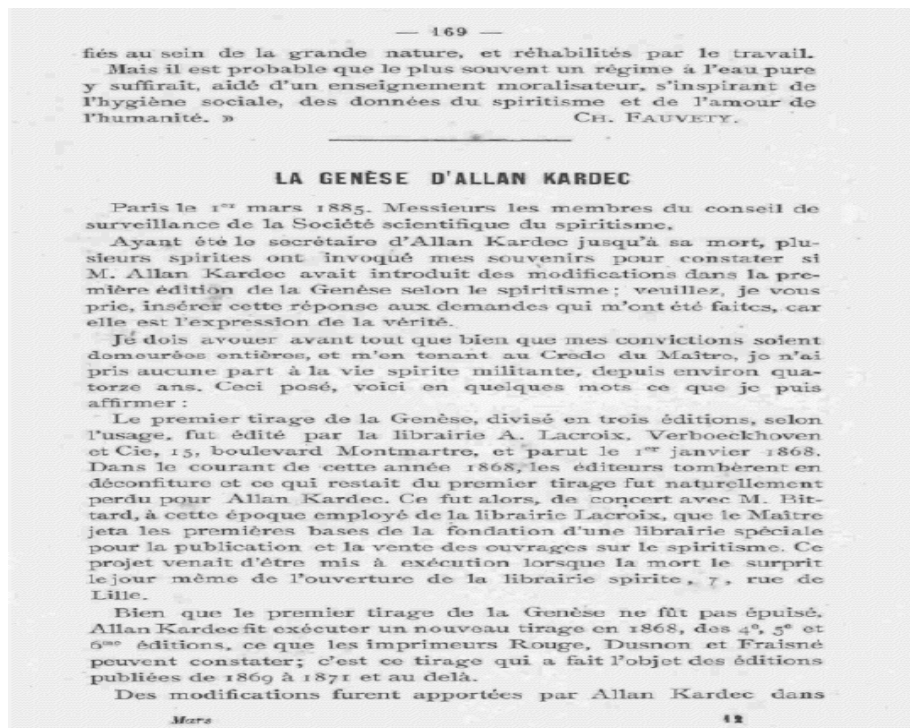 — 169 —
fiés au sein de la grande nature, et réhabilités par le travail.
Mais il est probable que le plus souvent un régime à l'eau pure
y suffirait, aidé d'un enseignement moralisateur, s'inspirant de
l'hygiène sociale, des données du spiritisme et de l'amour de
l'humanité. » CH. FAUVETY.
LA GENÈSE D'ALLAN KARDEC
Paris le 1er mars 1885. Messieurs les membres du conseil de
surveillance de la Société scientifique du spiritisme.
Ayant été le secrétaire d'Allan Kardec jusqu'à sa mort, plu-
sieurs spirites ont invoqué mes souvenirs pour constater si
M. Allan Kardec avait introduit des modifications dans la pre-
mière édition de la Genèse selon le spiritisme ; veuillez, je vous
prie, insérer cette réponse aux demandes qui m'ont été faites, car
elle est l'expression de la vérité.
Je dois avouer avant tout que bien que mes convictions soient
demeurées entières, et m'en tenant au Credo du Maître, je n'ai
pris aucune part à la vie spirite militante, depuis environ qua-
torze ans. Ceci posé, voici en quelques mots ce que je puis
affirmer :
Le premier tirage de la Genèse, divisé en trois éditions, selon
l'usage, fut édité par la librairie A. Lacroix, Verboeckhoven
et Cie, 15, boulevard Montmartre, et parut le 1er janvier 1868.
Dans le courant de cette année 1868, les éditeurs tombèrent en
déconfiture et ce qui restait du premier tirage fut naturellement
perdu pour Allan Kardec. Ce fut alors, de concert avec M. Bit-
tard, à cette époque employé de la librairie Lacroix, que le Maître
jeta les premières bases de la fondation d'une librairie spéciale
pour la publication et la vente des ouvrages sur le spiritisme. Ce
projet venait d'être mis à exécution lorsque la mort le surprit
le jour même de l'ouverture de la librairie spirite, 7, rue de
Lille.
Bien que le premier tirage de la Genèse ne fût pas épuisé,
Allan Kardec fit exécuter un nouveau tirage en 1868, des 4e, 5e et
6me éditions, ce que les imprimeurs Rouge, Dusnon et Fraisné
peuvent constater ; c'est ce tirage qui a fait l'objet des éditions
publiées de 1869 à 1871 et au delà.
Des modifications furent apportées par Allan Kardec dans
Mars 12